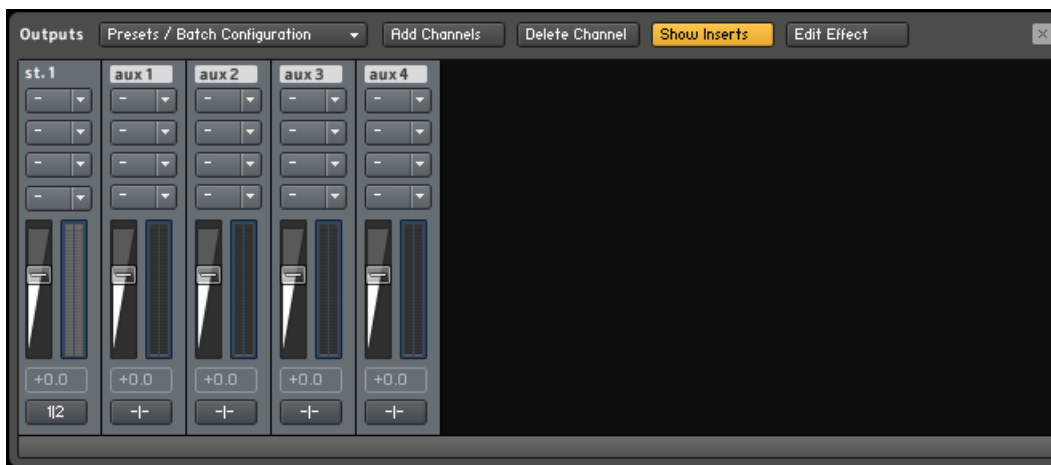 Outputs Presets / Batch Configuration Add Channels Delete Channel Show Inserts Edit Effect
st.1 aux 1 aux 2 aux 3 aux 4
- - - - -
- - - - -
- - - - -
- - - - -
+0.0 +0.0 +0.0 +0.0 +0.0
1|2 -|- -|- -|- -|-